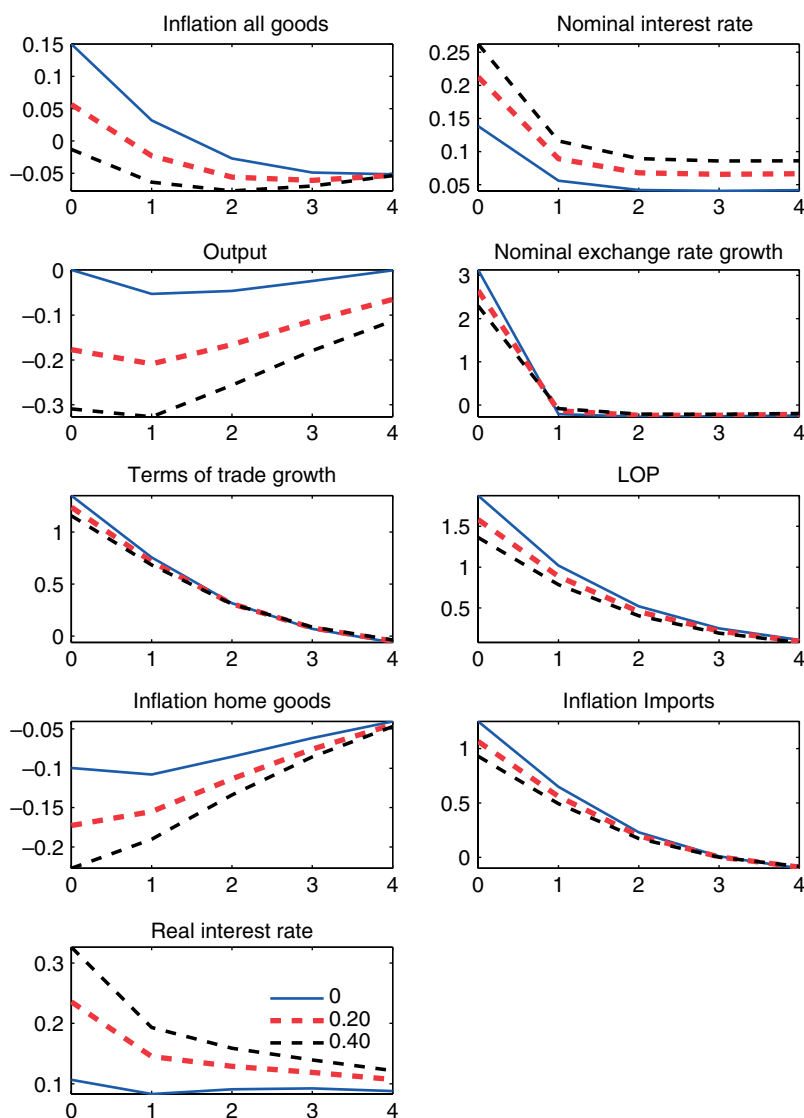 Inflation all goods
0.15
0.1
0.05
0
−0.05
0 1 2 3 4
Nominal interest rate
0.25
0.2
0.15
0.1
0.05
0 1 2 3 4
Output
0
−0.1
−0.2
−0.3
0 1 2 3 4
Nominal exchange rate growth
3
2
1
0
0 1 2 3 4
Terms of trade growth
1
0.5
0
0 1 2 3 4
LOP
1.5
1
0.5
0 1 2 3 4
Inflation home goods
−0.05
−0.1
−0.15
−0.2
0 1 2 3 4
Inflation Imports
1
0.5
0
0 1 2 3 4
Real interest rate
0.3
0.2
0.1
0
0.20
0.40
0 1 2 3 4